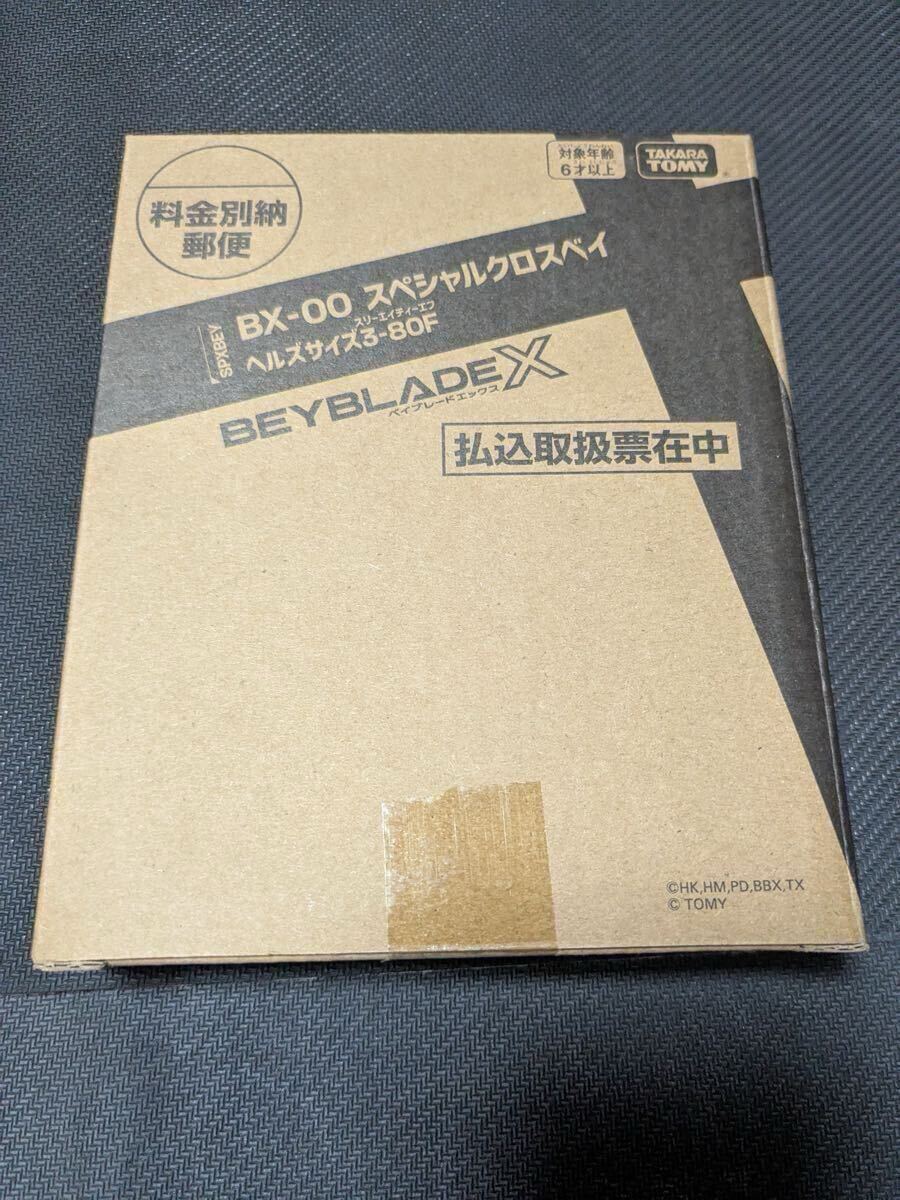 料金別納
郵便
対象年齢
6才以上
TAKARA
TOMY
SPXBEY
BX-00 スペシャルクロスベイ
スリーエイティーエフ
ヘルズサイズ3-80F
BEYBLADE X
ベイブレードエックス
払込取扱票在中
©HK,HM,PD,BBX,TX
© TOMY